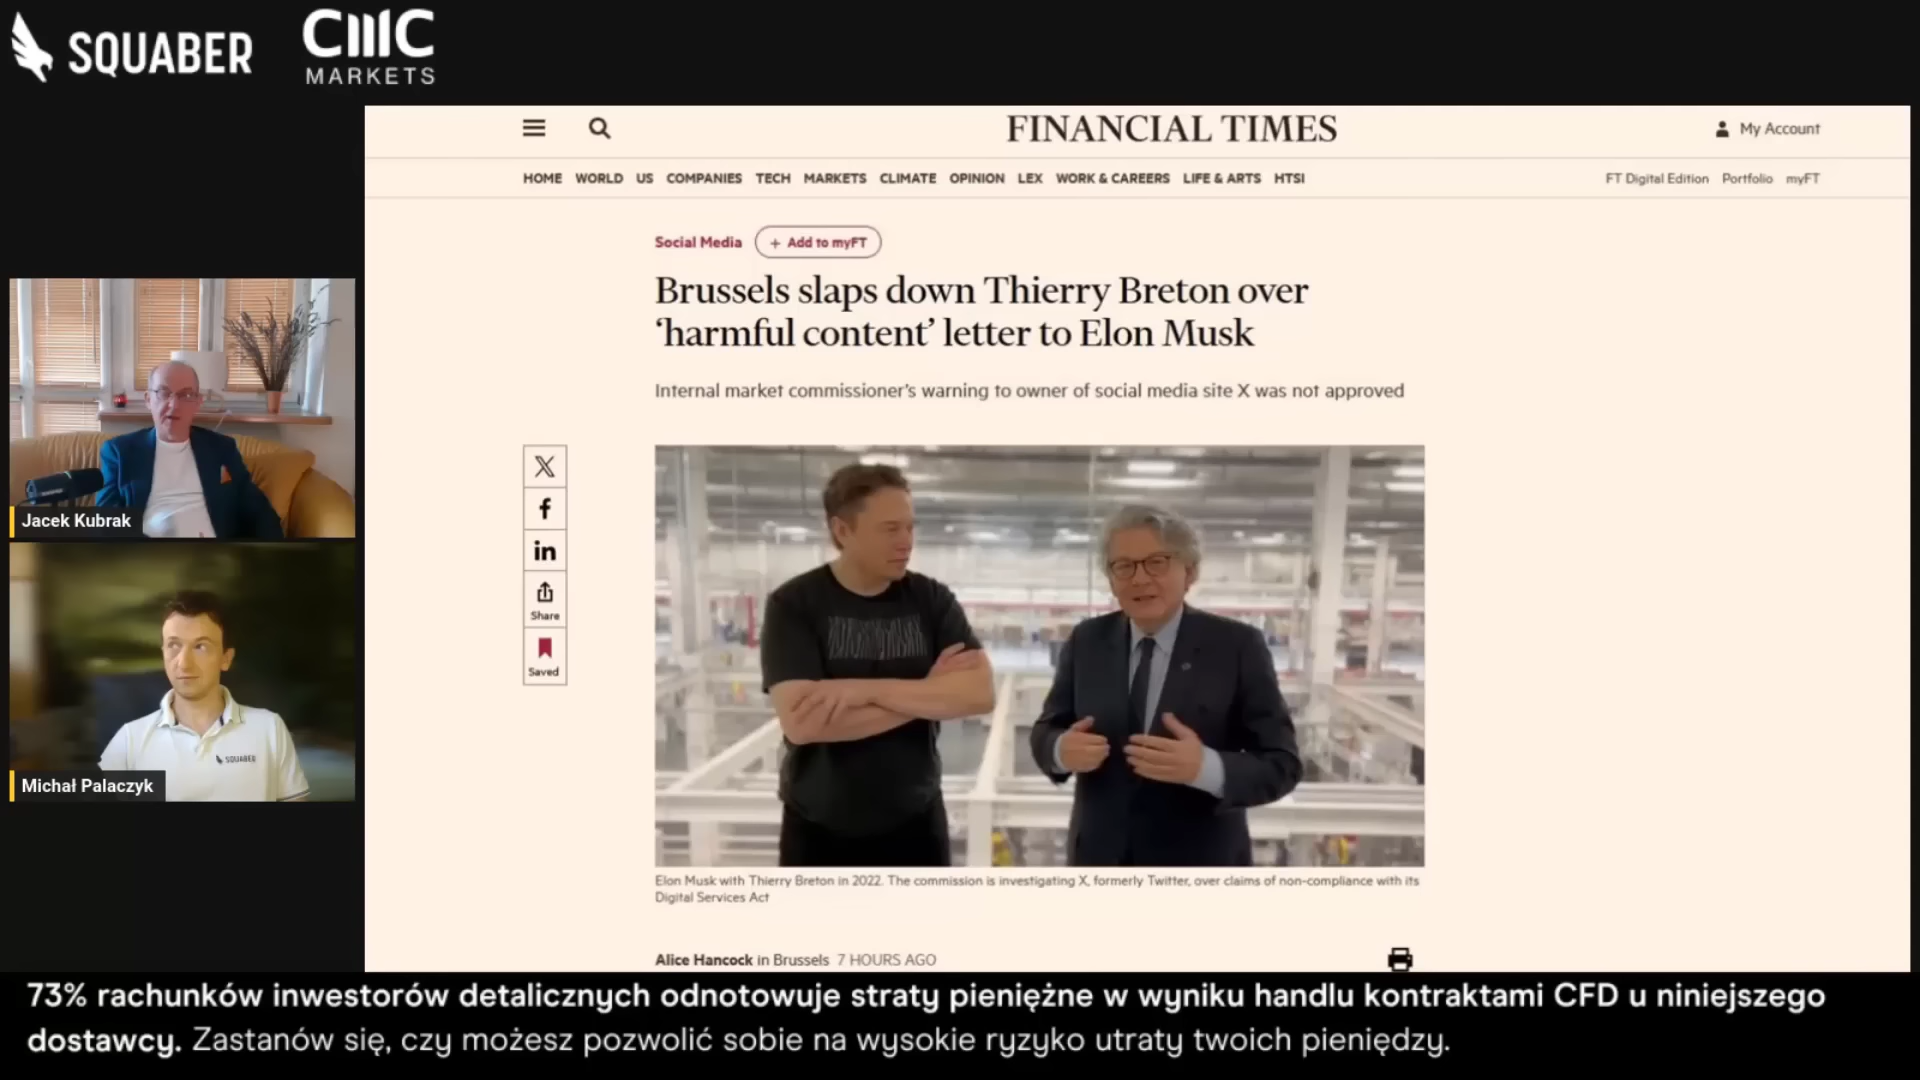 SQUABER
CMC
MARKETS
FINANCIAL TIMES
My Account
HOME WORLD US COMPANIES TECH MARKETS CLIMATE OPINION LEX WORK & CAREERS LIFE & ARTS HTSI
FT Digital Edition Portfolio myFT
Social Media + Add to myFT
Brussels slaps down Thierry Breton over
‘harmful content’ letter to Elon Musk
Internal market commissioner’s warning to owner of social media site X was not approved
Share
Saved
Jacek Kubrak
SQUABER
Michał Palaczyk
Elon Musk with Thierry Breton in 2022. The commission is investigating X, formerly Twitter, over claims of non-compliance with its
Digital Services Act
Alice Hancock in Brussels 7 HOURS AGO
73% rachunków inwestorów detalicznych odnotowuje straty pieniężne w wyniku handlu kontraktami CFD u niniejszego
dostawcy. Zastanów się, czy możesz pozwolić sobie na wysokie ryzyko utraty twoich pieniędzy.